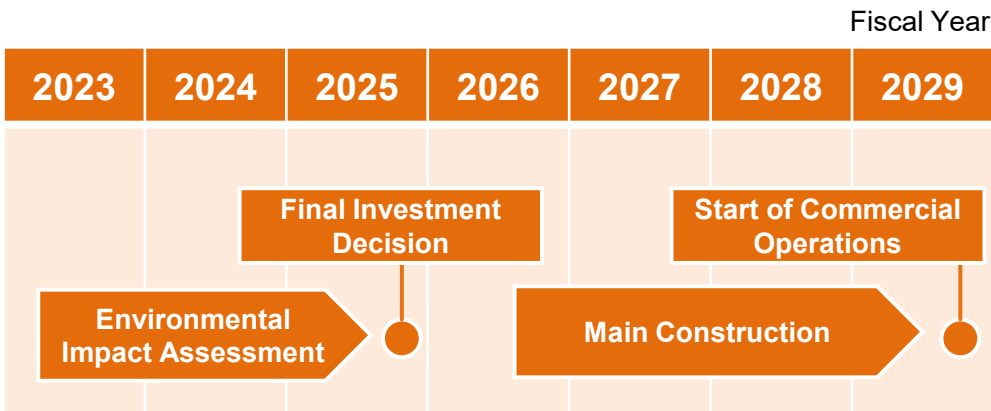 Fiscal Year
2023 2024 2025 2026 2027 2028 2029
Final Investment
Decision
Start of Commercial
Operations
Environmental
Impact Assessment
Main Construction